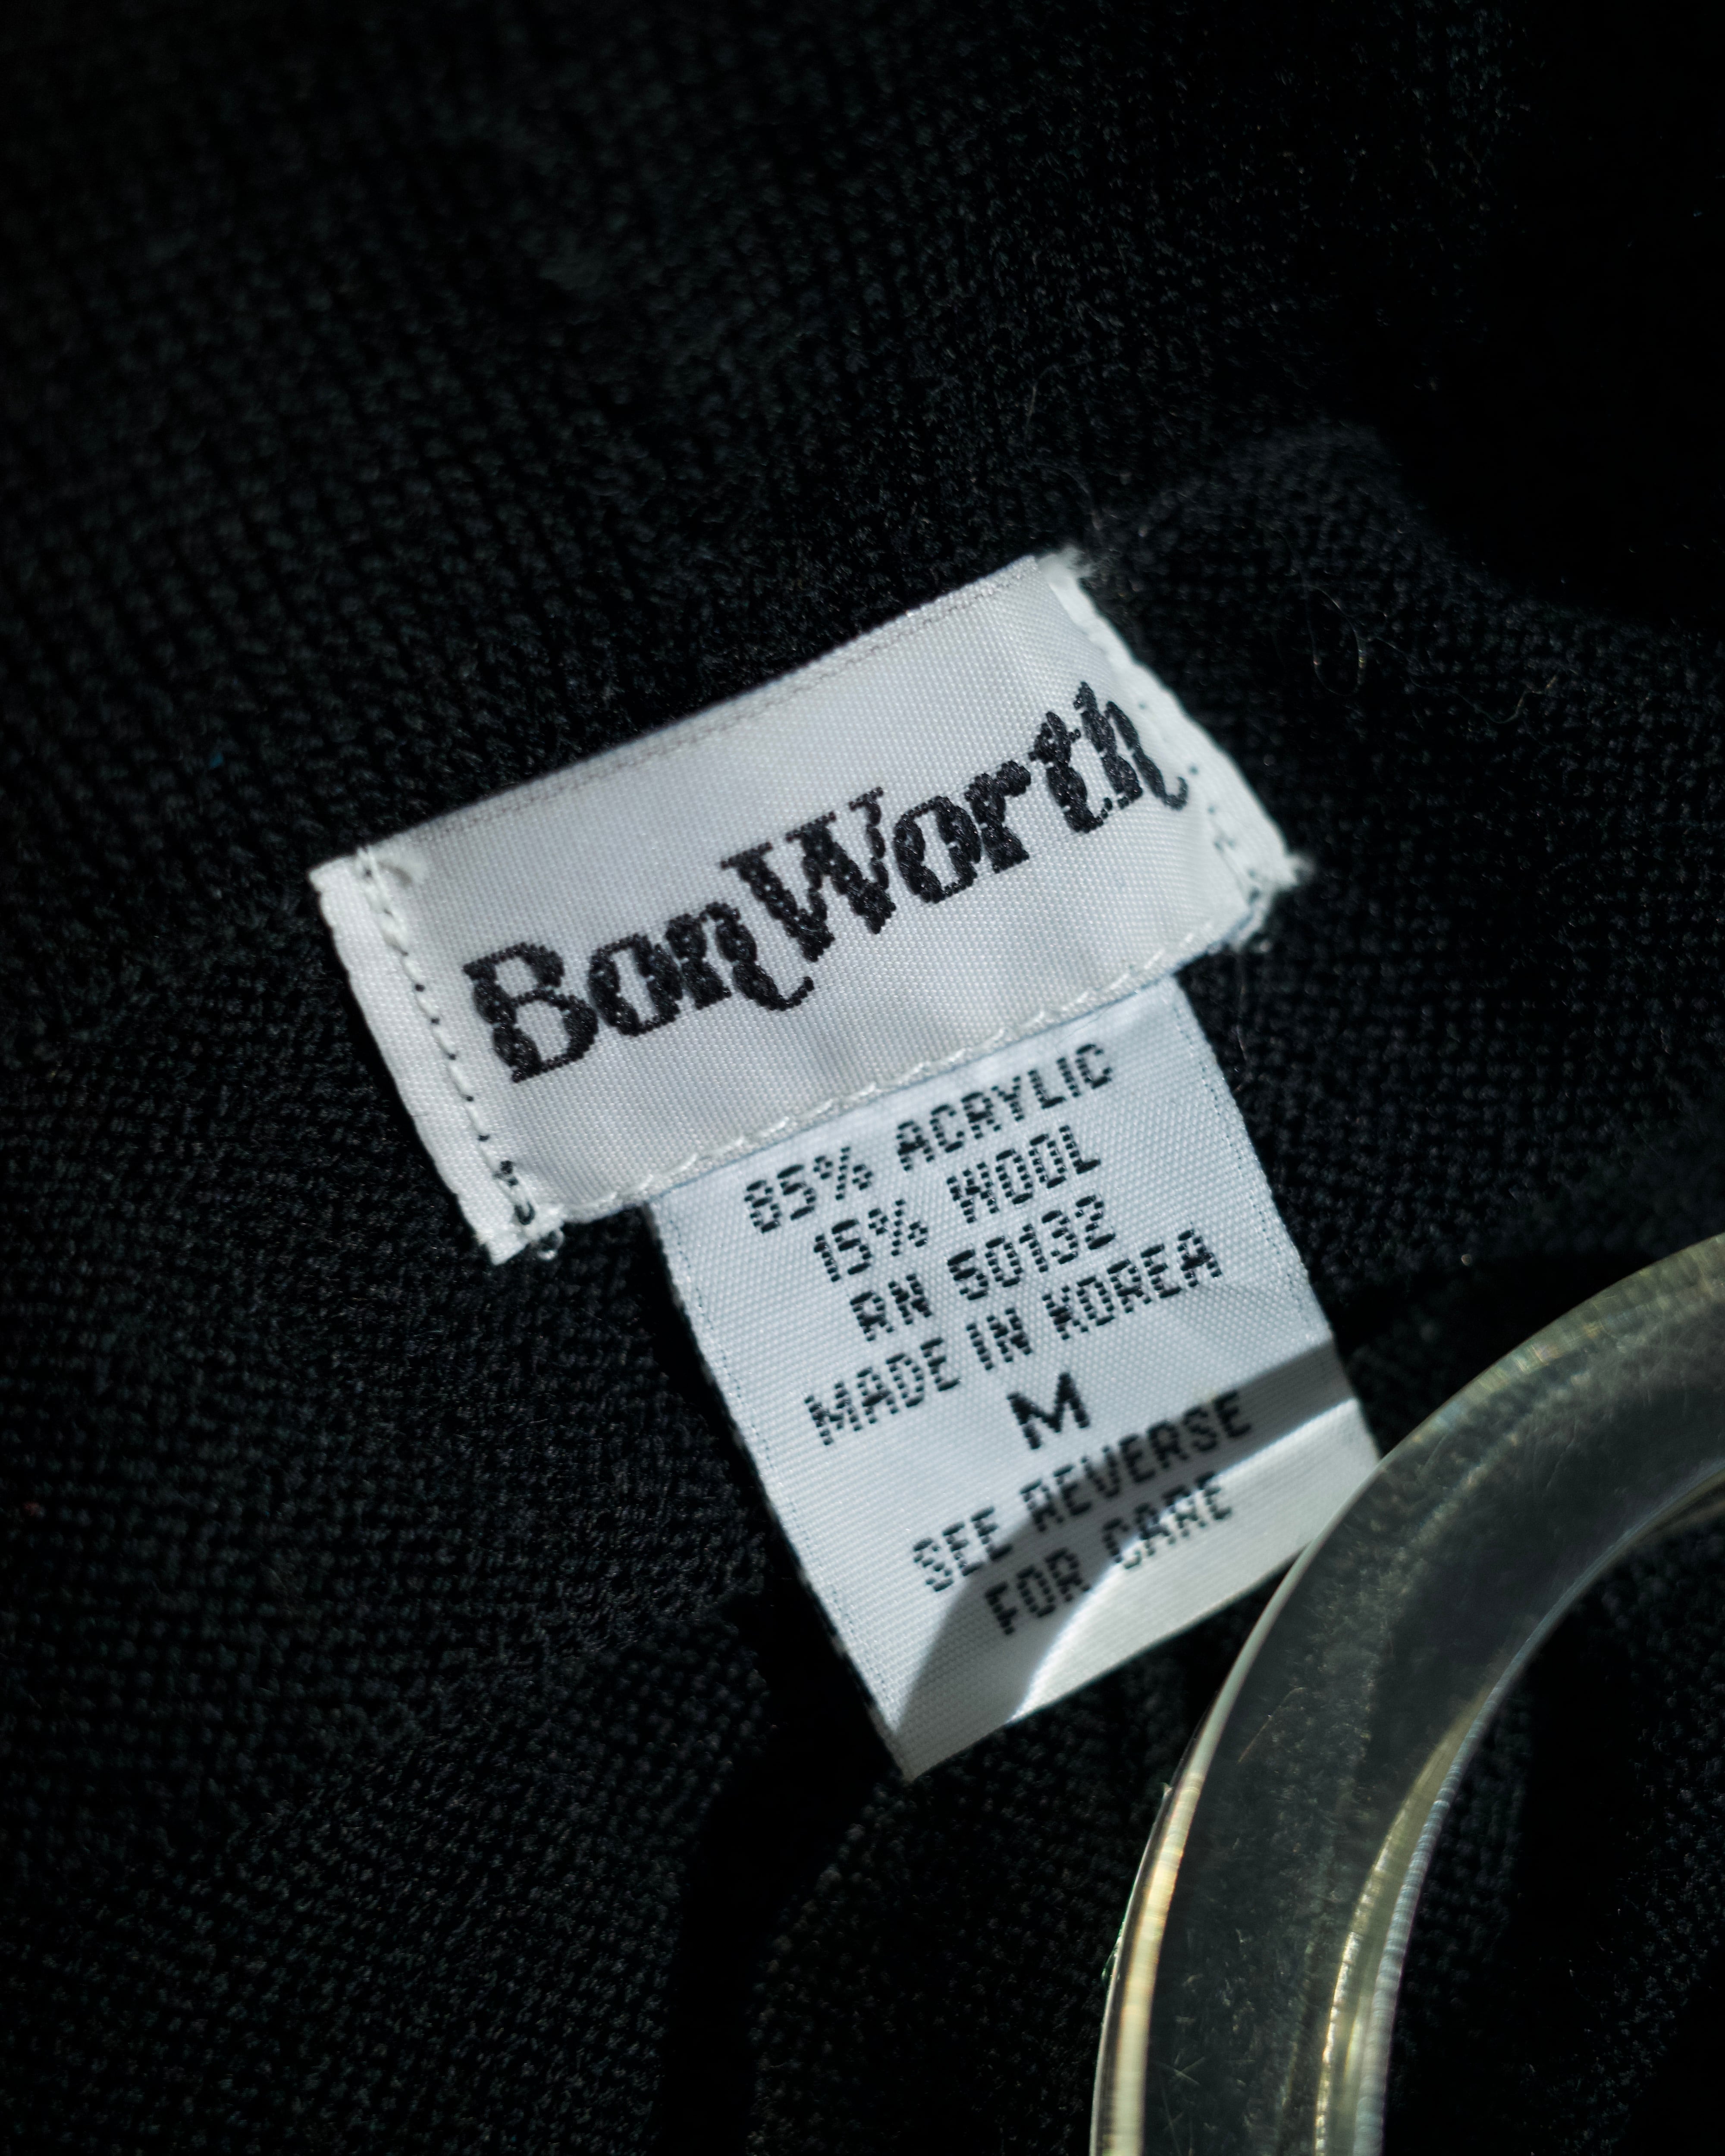 BonWorth
85% ACRYLIC
15% WOOL
RN 50132
MADE IN KOREA
M
SEE REVERSE
FOR CARE